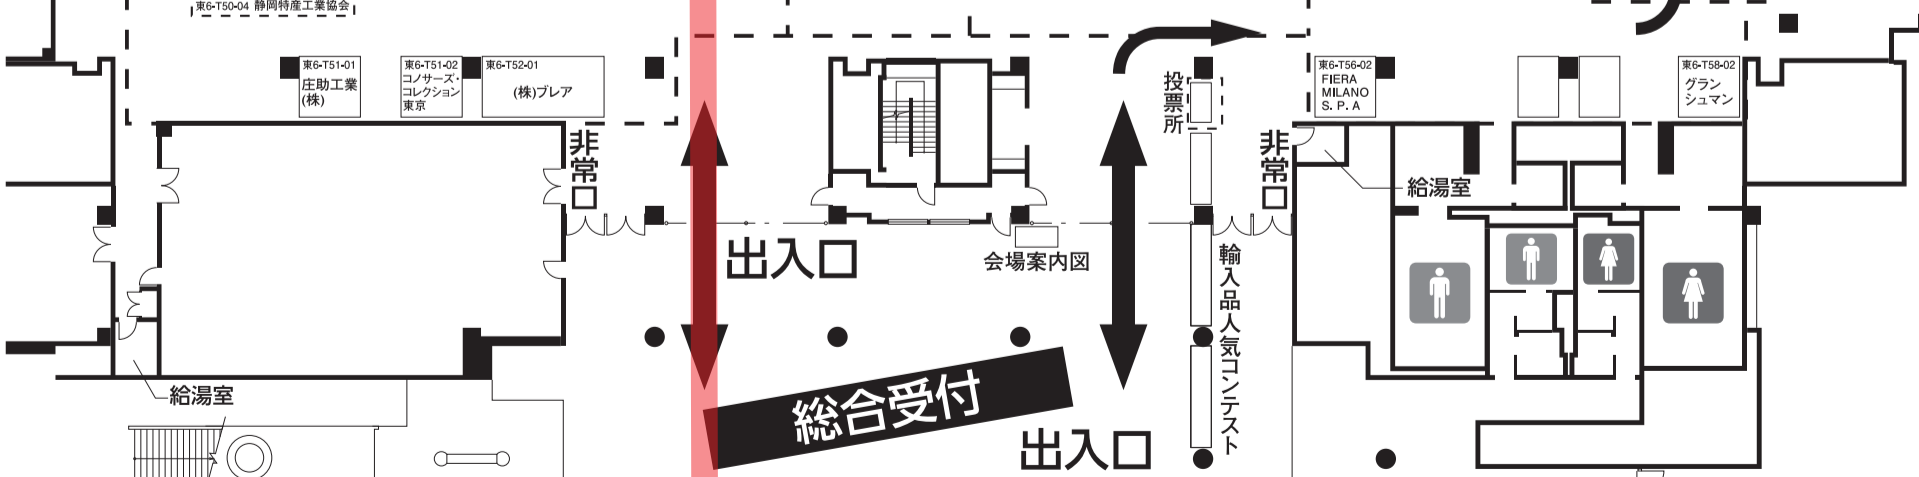 東6-T50-04 静岡特産工業協会
東6-T51-01
庄助工業
(株)
東6-T51-02
コノサーズ・
コレクション
東京
東6-T52-01
(株)ブレア
投票所
東6-T56-02
FIERA
MILANO
S. P. A
東6-T58-02
グラン
シュマン
非常口
非常口
給湯室
出入口
会場案内図
輸入品人気コンテスト
給湯室
総合受付
出入口